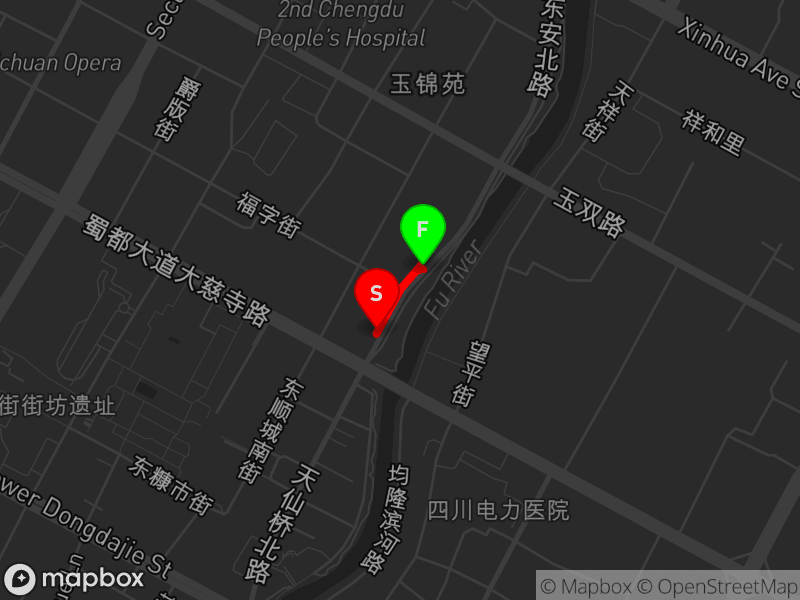 2nd Chengdu
People's Hospital
东安北路
Xinhua Ave S
Sec
chuan Opera
爵版街
玉锦苑
天祥街
祥和里
福字街
玉双路
蜀都大道大慈寺路
F
S
Fu River
望平街
东顺城南街
街街坊遗址
东糠市街
天仙桥北路
均隆滨河路
四川电力医院
ower Dongdajie St
mapbox
© Mapbox © OpenStreetMap